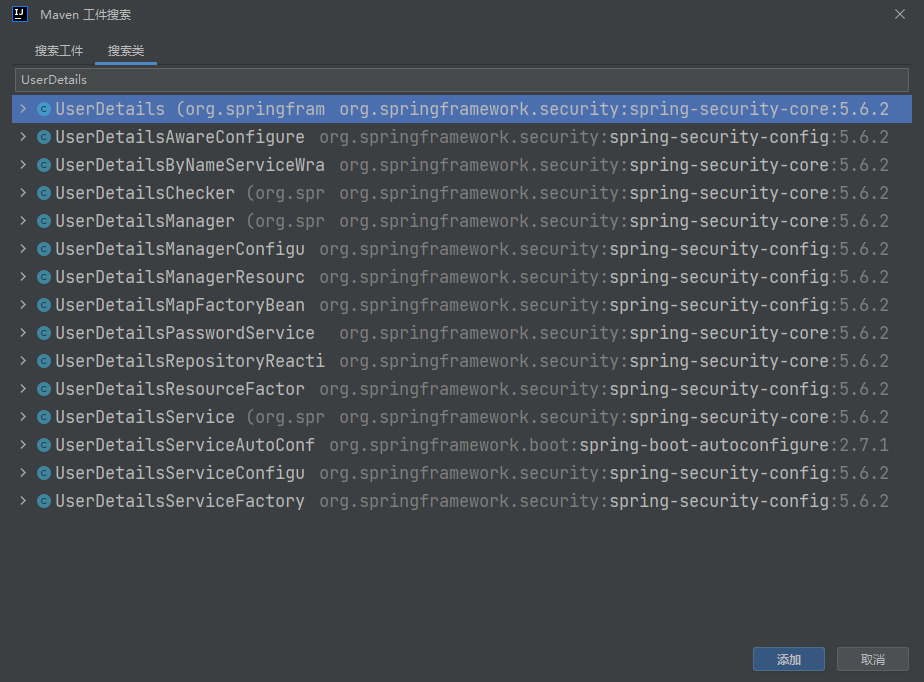 IJ Maven 工件搜索
搜索工件 搜索类
UserDetails
UserDetails (org.springfram org.springframework.security:spring-security-core:5.6.2
UserDetailsAwareConfigure org.springframework.security:spring-security-config:5.6.2
UserDetailsByNameServiceWra org.springframework.security:spring-security-core:5.6.2
UserDetailsChecker (org.spr org.springframework.security:spring-security-core:5.6.2
UserDetailsManager (org.spr org.springframework.security:spring-security-core:5.6.2
UserDetailsManagerConfigu org.springframework.security:spring-security-config:5.6.2
UserDetailsManagerResourc org.springframework.security:spring-security-config:5.6.2
UserDetailsMapFactoryBean org.springframework.security:spring-security-config:5.6.2
UserDetailsPasswordService org.springframework.security:spring-security-core:5.6.2
UserDetailsRepositoryReacti org.springframework.security:spring-security-core:5.6.2
UserDetailsResourceFactor org.springframework.security:spring-security-config:5.6.2
UserDetailsService (org.spr org.springframework.security:spring-security-core:5.6.2
UserDetailsServiceAutoConf org.springframework.boot:spring-boot-autoconfigure:2.7.1
UserDetailsServiceConfigu org.springframework.security:spring-security-config:5.6.2
UserDetailsServiceFactory org.springframework.security:spring-security-config:5.6.2
添加 取消